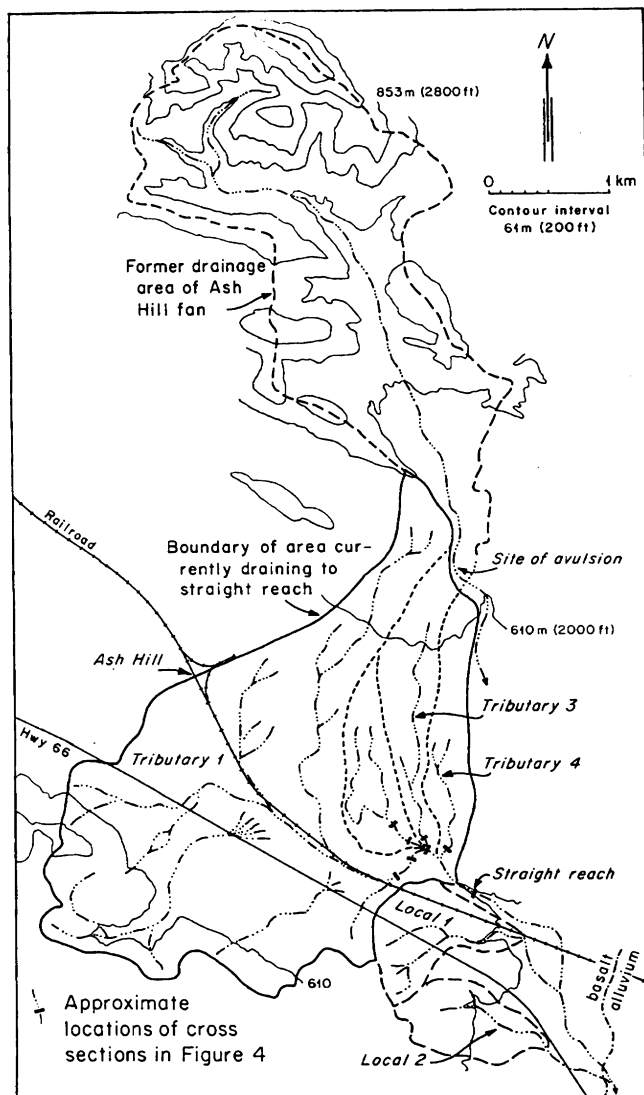 853 m (2800 ft)
N
0 1 km
Contour interval
61 m (200 ft)
Former drainage
area of Ash
Hill fan
Railroad
Boundary of area cur-
rently draining to
straight reach
Site of avulsion
610 m (2000 ft)
Ash Hill
Tributary 3
Hwy 66
Tributary 1
Tributary 4
Straight reach
Local 1
basalt
alluvium
610
Approximate
locations of cross
sections in Figure 4
Local 2